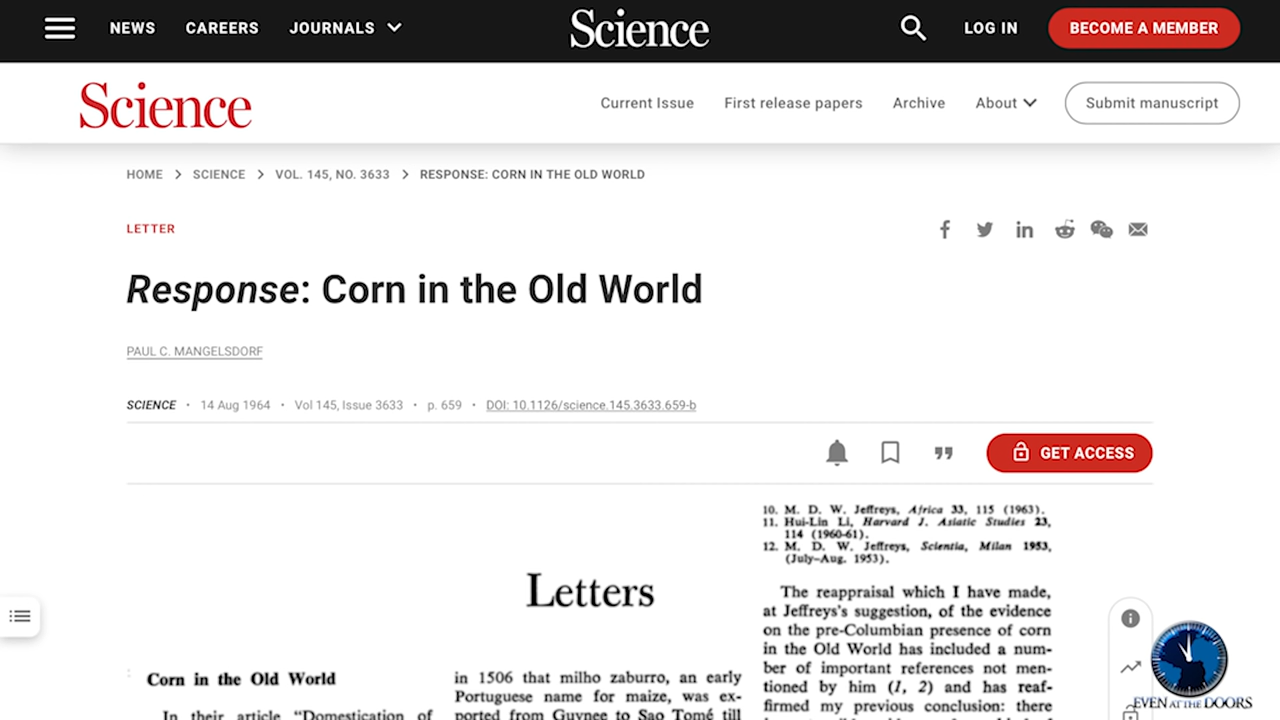 NEWS CAREERS JOURNALS Science LOG IN BECOME A MEMBER
Science Current Issue First release papers Archive About Submit manuscript
HOME > SCIENCE > VOL. 145, NO. 3633 > RESPONSE: CORN IN THE OLD WORLD
LETTER
Response: Corn in the Old World
PAUL C. MANGELSDORF
SCIENCE • 14 Aug 1964 • Vol 145, Issue 3633 • p. 659 • DOI: 10.1126/science.145.3633.659-b
GET ACCESS
Letters
Corn in the Old World
In their article "Domestication of
in 1506 that milho zaburro, an early
Portuguese name for maize, was ex-
ported from Guynee to Sao Tomé till
10. M. D. W. Jeffreys, Africa 33, 115 (1963).
11. Hui-Lin Li, Harvard J. Asiatic Studies 23,
114 (1960-61).
12. M. D. W. Jeffreys, Scientia, Milan 1953,
(July–Aug. 1953).
The reappraisal which I have made,
at Jeffreys's suggestion, of the evidence
on the pre-Columbian presence of corn
in the Old World has included a num-
ber of important references not men-
tioned by him (1, 2) and has reaf-
firmed my previous conclusion: there
EVEN AT THE DOORS